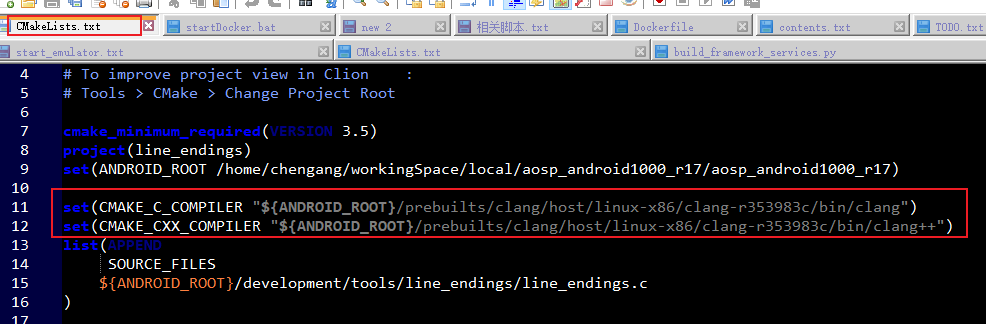 CMakeLists.txt startDocker.bat new 2 相关脚本.txt Dockerfile contents.txt TODO.txt
start_emulator.txt CMakeLists.txt build_framework_services.py
4 # To improve project view in Clion    :
5 # Tools > CMake > Change Project Root
6
7 cmake_minimum_required(VERSION 3.5)
8 project(line_endings)
9 set(ANDROID_ROOT /home/chengang/workingSpace/local/aosp_android1000_r17/aosp_android1000_r17)
10
11 set(CMAKE_C_COMPILER "${ANDROID_ROOT}/prebuilts/clang/host/linux-x86/clang-r353983c/bin/clang")
12 set(CMAKE_CXX_COMPILER "${ANDROID_ROOT}/prebuilts/clang/host/linux-x86/clang-r353983c/bin/clang++")
13 list(APPEND
14     SOURCE_FILES
15    ${ANDROID_ROOT}/development/tools/line_endings/line_endings.c
16 )
17